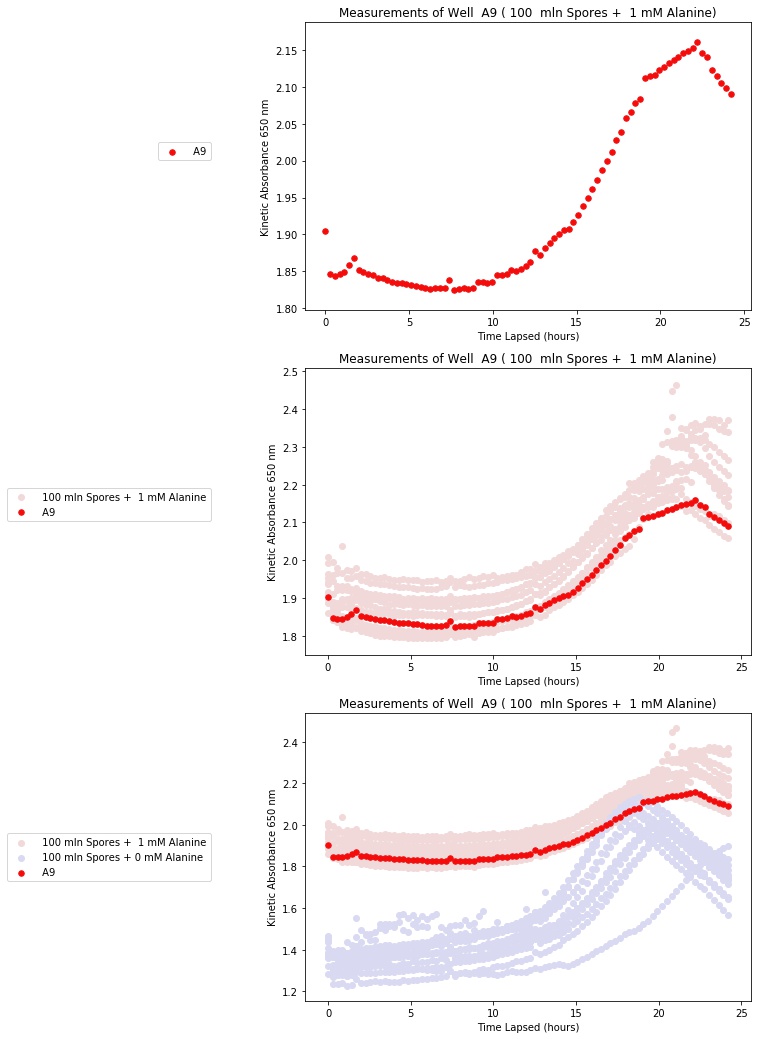 Measurements of Well  A9 ( 100  mln Spores +  1 mM Alanine)
2.15
2.10
2.05
2.00
1.95
1.90
1.85
1.80
Kinetic Absorbance 650 nm
A9
0 5 10 15 20 25
Time Lapsed (hours)
Measurements of Well  A9 ( 100  mln Spores +  1 mM Alanine)
2.5
2.4
2.3
2.2
2.1
2.0
1.9
1.8
Kinetic Absorbance 650 nm
100 mln Spores +  1 mM Alanine
A9
0 5 10 15 20 25
Time Lapsed (hours)
Measurements of Well  A9 ( 100  mln Spores +  1 mM Alanine)
2.4
2.2
2.0
1.8
1.6
1.4
1.2
Kinetic Absorbance 650 nm
100 mln Spores +  1 mM Alanine
100 mln Spores + 0 mM Alanine
A9
0 5 10 15 20 25
Time Lapsed (hours)